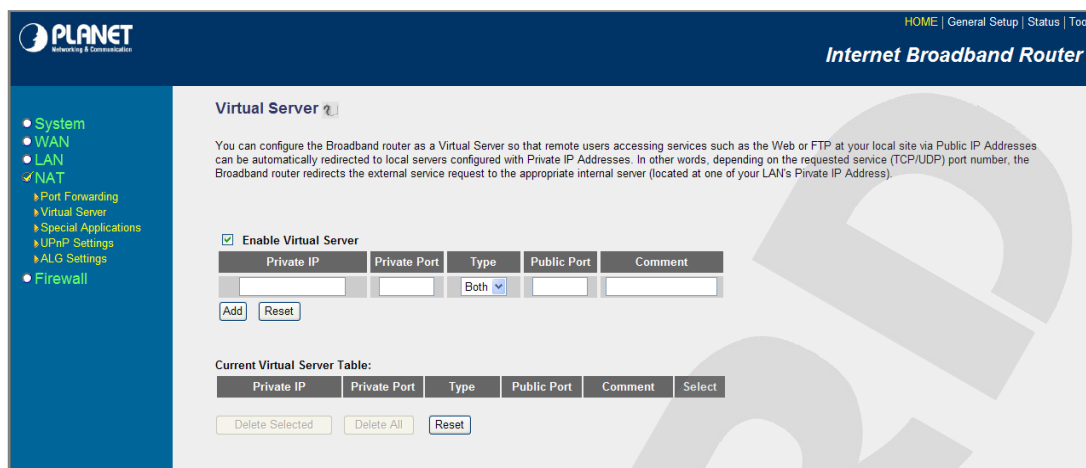 PLANET
Networking & Communication
HOME | General Setup | Status |
Internet Broadband Router
System
WAN
LAN
NAT
Port Forwarding
Virtual Server
Special Applications
UPnP Settings
ALG Settings
Firewall
Virtual Server
You can configure the Broadband router as a Virtual Server so that remote users accessing services such as the Web or FTP at your local site via Public IP Addresses
can be automatically redirected to local servers configured with Private IP Addresses. In other words, depending on the requested service (TCP/UDP) port number, the
Broadband router redirects the external service request to the appropriate internal server (located at one of your LAN's Private IP Address).
Enable Virtual Server
Private IP Private Port Type Public Port Comment
Both
Add Reset
Current Virtual Server Table:
Private IP Private Port Type Public Port Comment Select
Delete Selected Delete All Reset